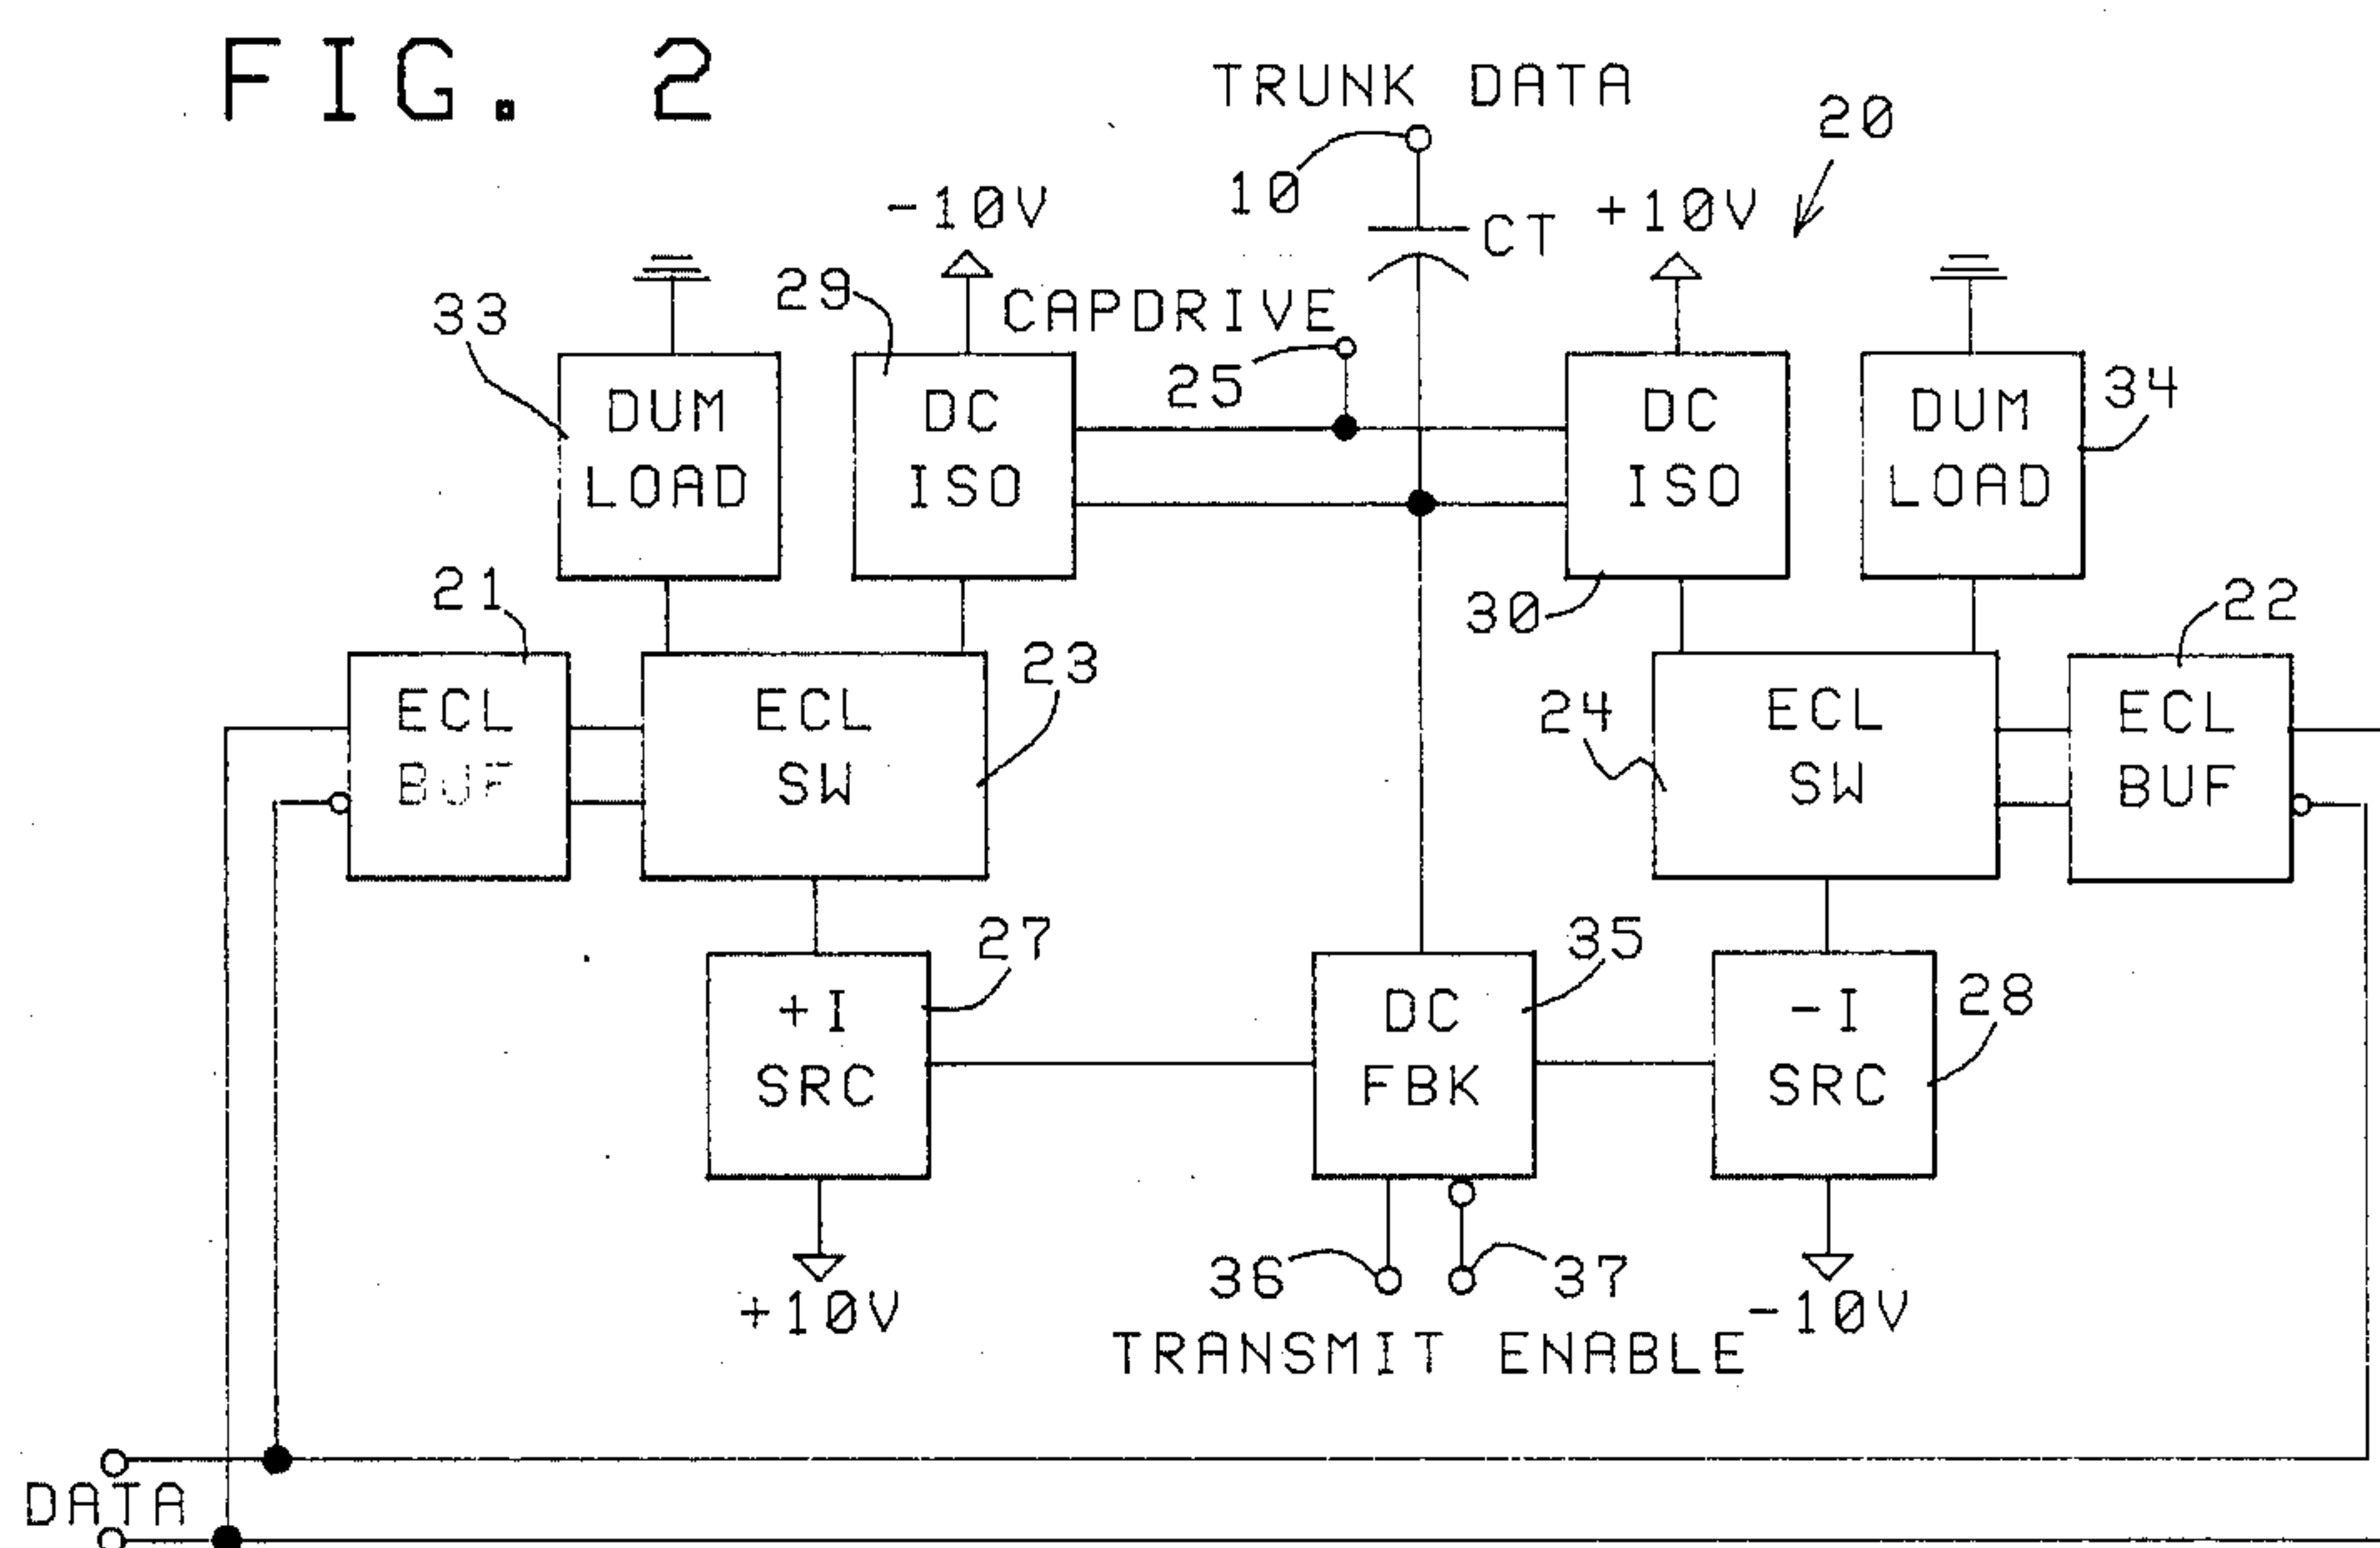 FIG. 2
TRUNK DATA
20
10
-10V
CT
+10V
29
33
CAPDRIVE
25
34
DUM
LOAD
DC
ISO
DC
ISO
DUM
LOAD
21
30
22
23
24
ECL
BUF
ECL
SW
ECL
SW
ECL
BUF
27
35
28
+I
SRC
DC
FBK
-I
SRC
36
37
+10V
-10V
TRANSMIT ENABLE
DATA